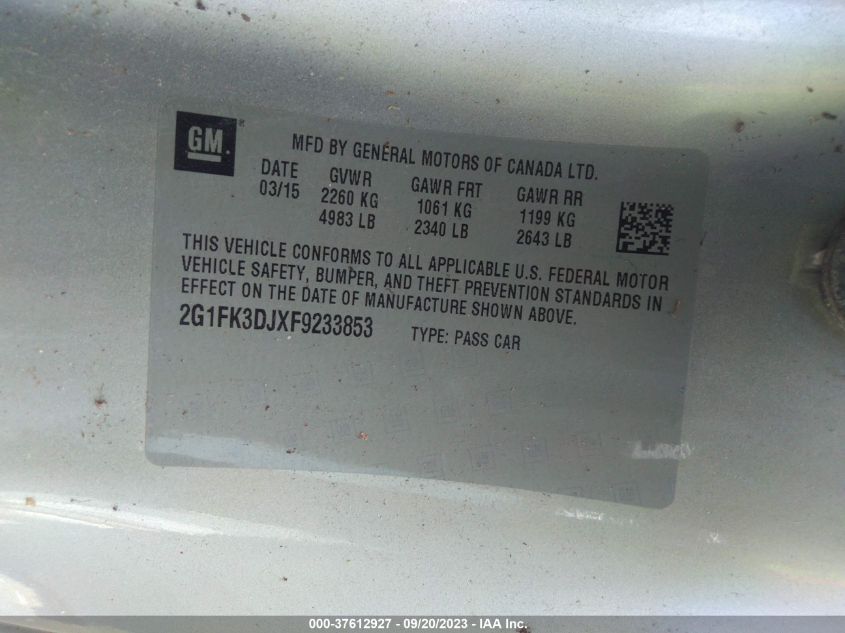 GM
®
MFD BY GENERAL MOTORS OF CANADA LTD.
DATE GVWR GAWR FRT GAWR RR
03/15 2260 KG 1061 KG 1199 KG
4983 LB 2340 LB 2643 LB
THIS VEHICLE CONFORMS TO ALL APPLICABLE U.S. FEDERAL MOTOR
VEHICLE SAFETY, BUMPER, AND THEFT PREVENTION STANDARDS IN
EFFECT ON THE DATE OF MANUFACTURE SHOWN ABOVE.
2G1FK3DJXF9233853 TYPE: PASS CAR
000-37612927 - 09/20/2023 - IAA Inc.